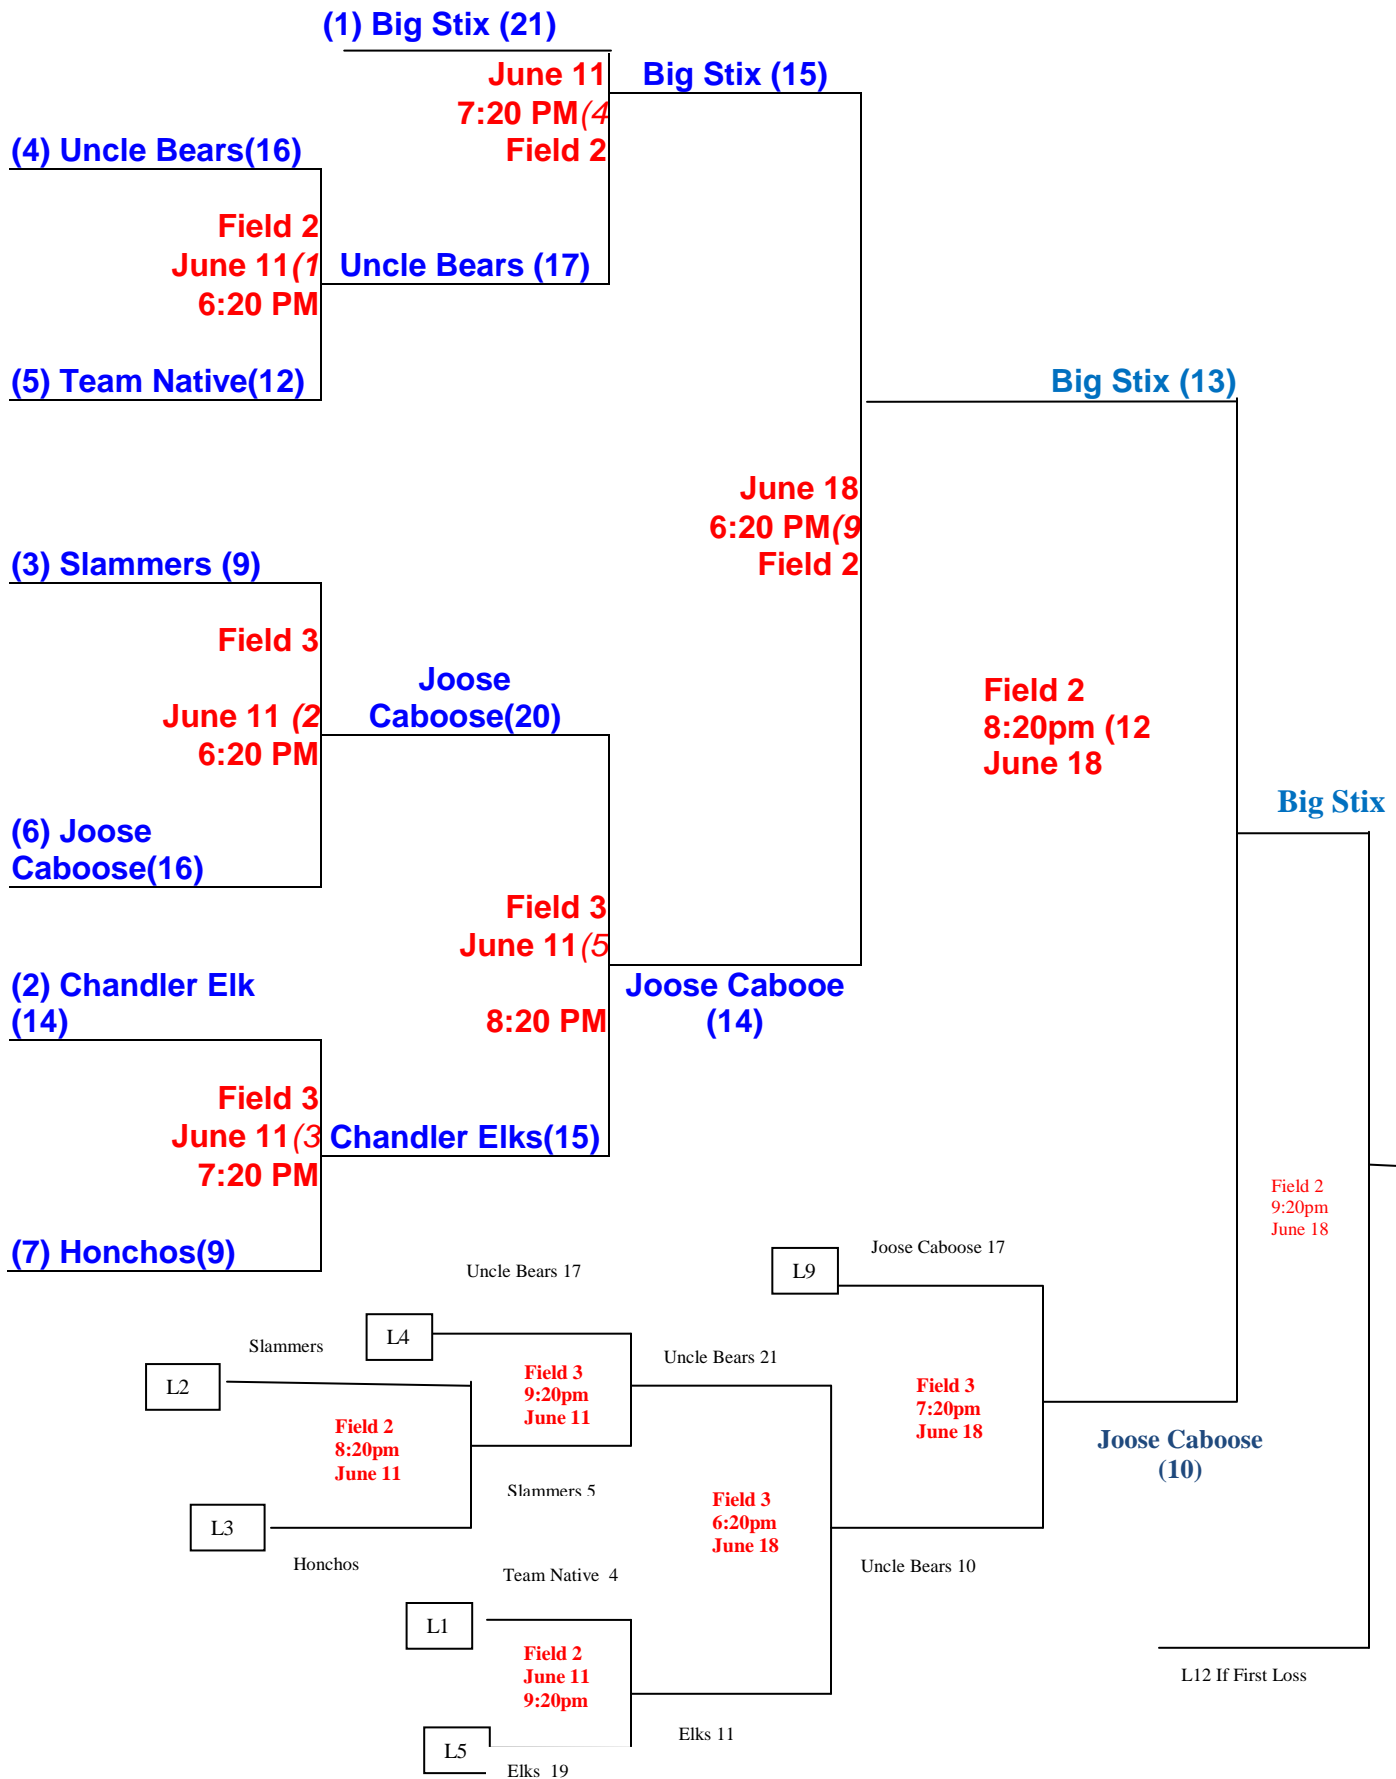 (1) Big Stix (21)
June 11
7:20 PM(4
Field 2
Big Stix (15)
(4) Uncle Bears(16)
Field 2
June 11(1
6:20 PM
Uncle Bears (17)
(5) Team Native(12)
Big Stix (13)
June 18
6:20 PM(9
Field 2
(3) Slammers (9)
Field 3
June 11 (2
6:20 PM
Joose
Caboose(20)
Field 2
8:20pm (12
June 18
Big Stix
(6) Joose
Caboose(16)
Field 3
June 11(5
8:20 PM
(2) Chandler Elk
(14)
Joose Cabooe
(14)
Field 3
June 11(3
7:20 PM
Chandler Elks(15)
Field 2
9:20pm
June 18
(7) Honchos(9)
Joose Caboose 17
L9
Uncle Bears 17
L4
Slammers
L2
Field 3
9:20pm
June 11
Uncle Bears 21
Field 3
7:20pm
June 18
Field 2
8:20pm
June 11
Joose Caboose
(10)
Slammers 5
Field 3
6:20pm
June 18
L3
Honchos
Uncle Bears 10
Team Native 4
L1
Field 2
June 11
9:20pm
L12 If First Loss
Elks 11
L5
Elks 19